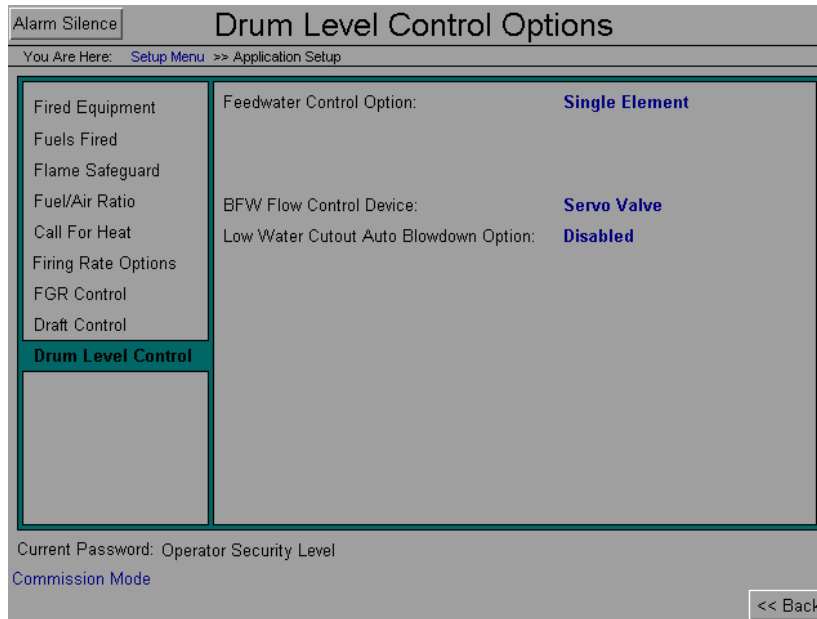 Alarm Silence
Drum Level Control Options
You Are Here: Setup Menu >> Application Setup
Fired Equipment
Fuels Fired
Flame Safeguard
Fuel/Air Ratio
Call For Heat
Firing Rate Options
FGR Control
Draft Control
Drum Level Control
Feedwater Control Option: Single Element
BFW Flow Control Device: Servo Valve
Low Water Cutout Auto Blowdown Option: Disabled
Current Password: Operator Security Level
Commission Mode
<< Back